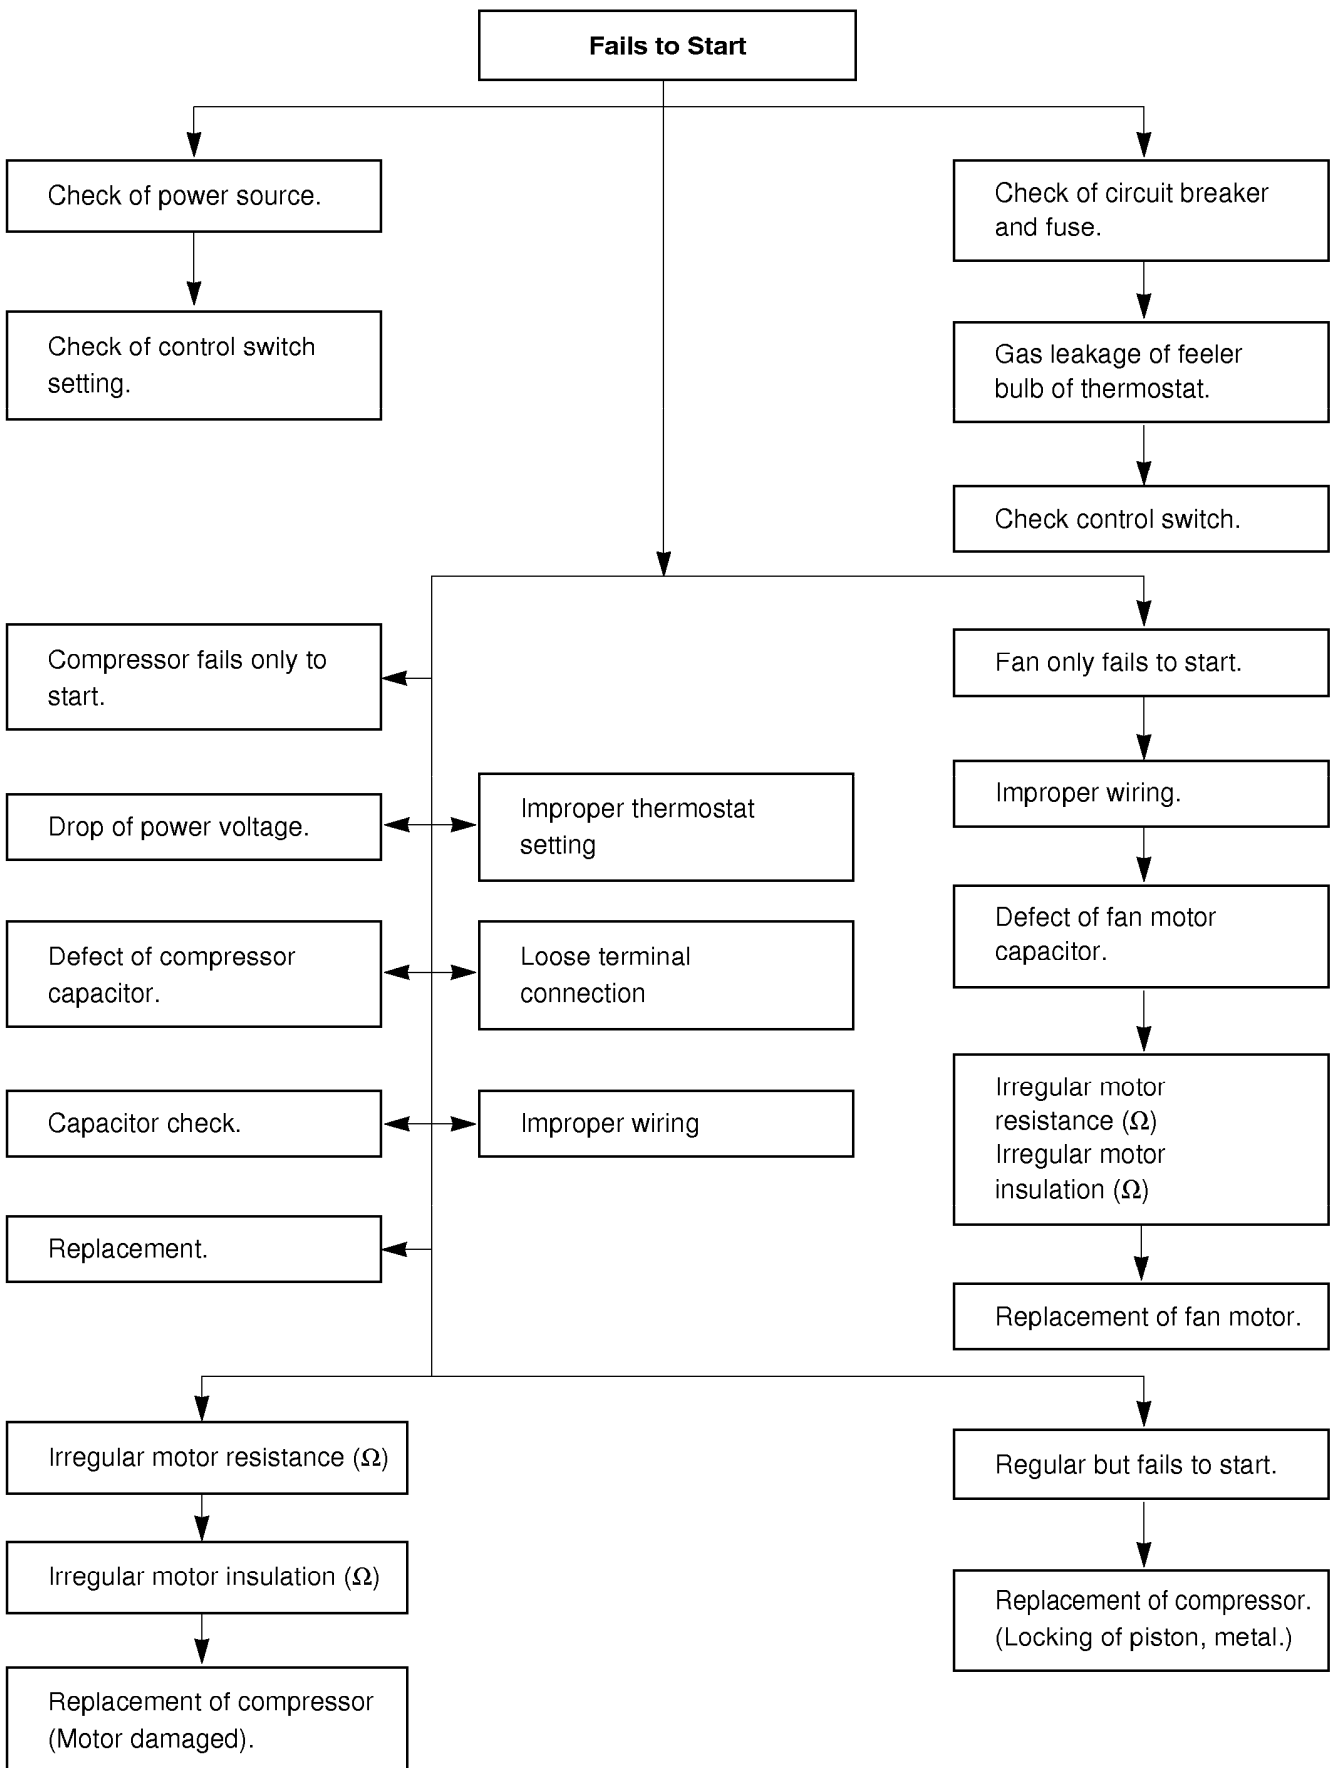 Fails to Start
Check of power source.
Check of control switch
setting.
Check of circuit breaker
and fuse.
Gas leakage of feeler
bulb of thermostat.
Check control switch.
Compressor fails only to
start.
Drop of power voltage.
Improper thermostat
setting
Defect of compressor
capacitor.
Loose terminal
connection
Capacitor check.
Improper wiring
Replacement.
Fan only fails to start.
Improper wiring.
Defect of fan motor
capacitor.
Irregular motor
resistance (Ω)
Irregular motor
insulation (Ω)
Replacement of fan motor.
Irregular motor resistance (Ω)
Irregular motor insulation (Ω)
Replacement of compressor
(Motor damaged).
Regular but fails to start.
Replacement of compressor.
(Locking of piston, metal.)